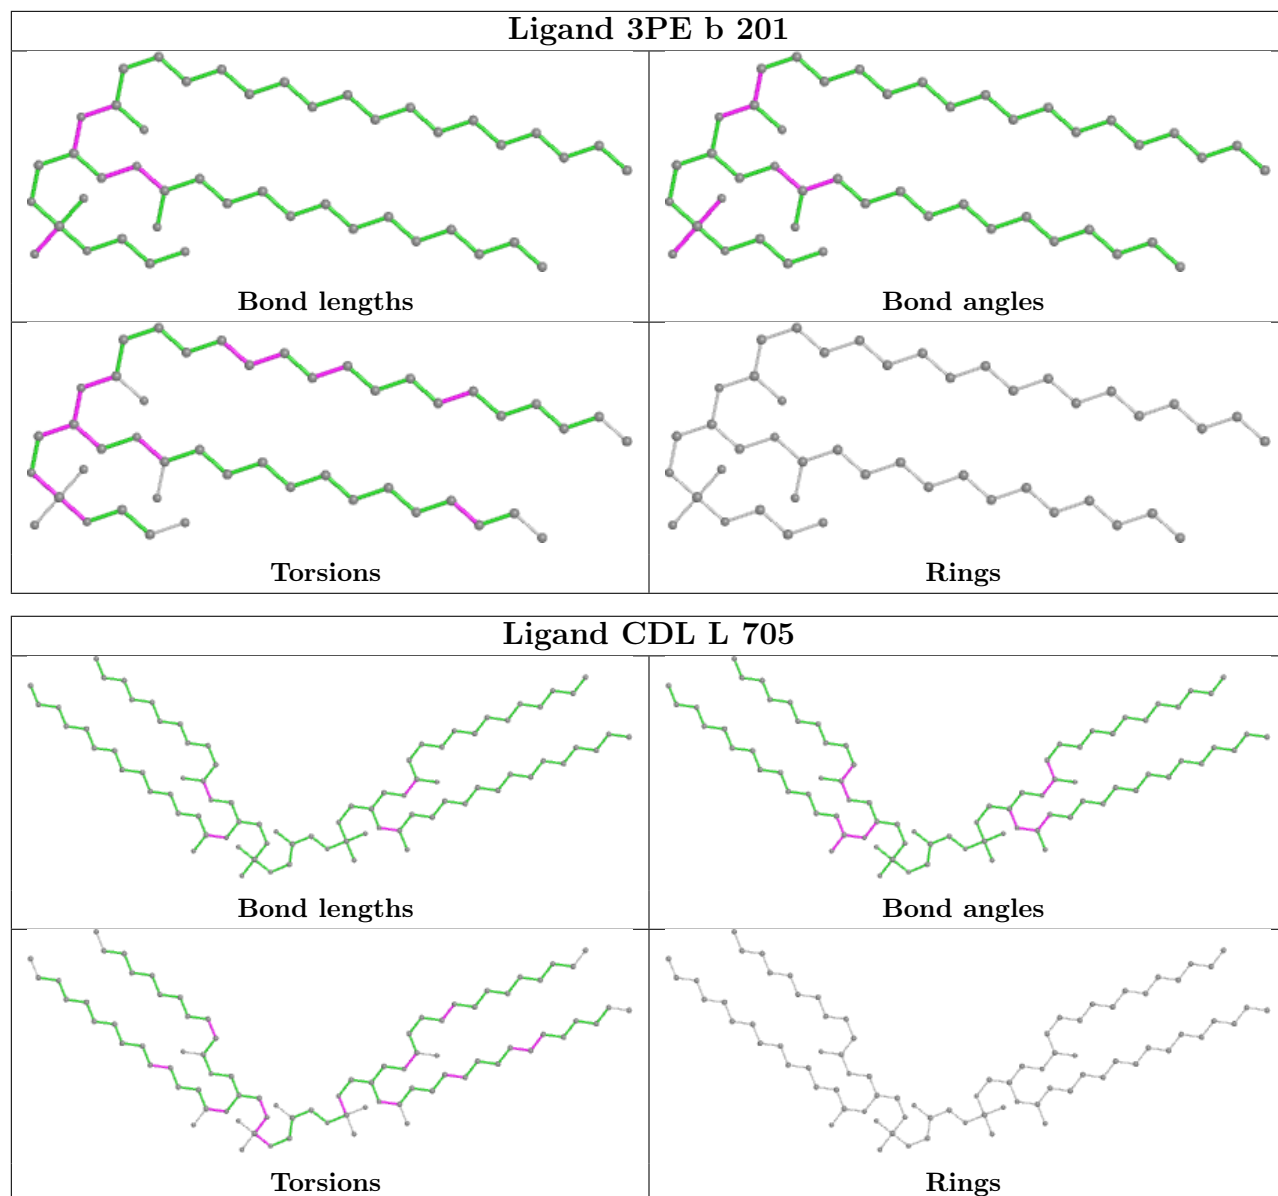 Ligand 3PE b 201
Bond lengths
Bond angles
Torsions
Rings
Ligand CDL L 705
Bond lengths
Bond angles
Torsions
Rings